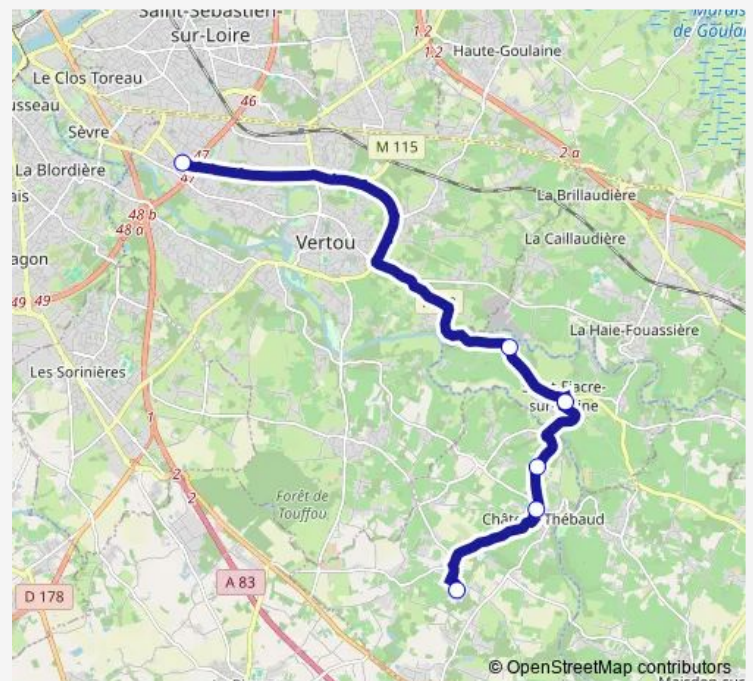 Saint-Sébastien-
sur-Loire
1 2
1 2
Marais
de Goulai
Haute-Goulaine
Le Clos Toreau
usseau
46
Sèvre
M 115
47
2 a
La Blordière
47
ais
La Brillaudière
48 b
48 a
Vertou
La Caillaudière
agon
49
49
La Haie-Fouassière
Les Sorinières
1
2
2
Forêt de
Touffou
A 83
D 178
© OpenStreetMap contributors